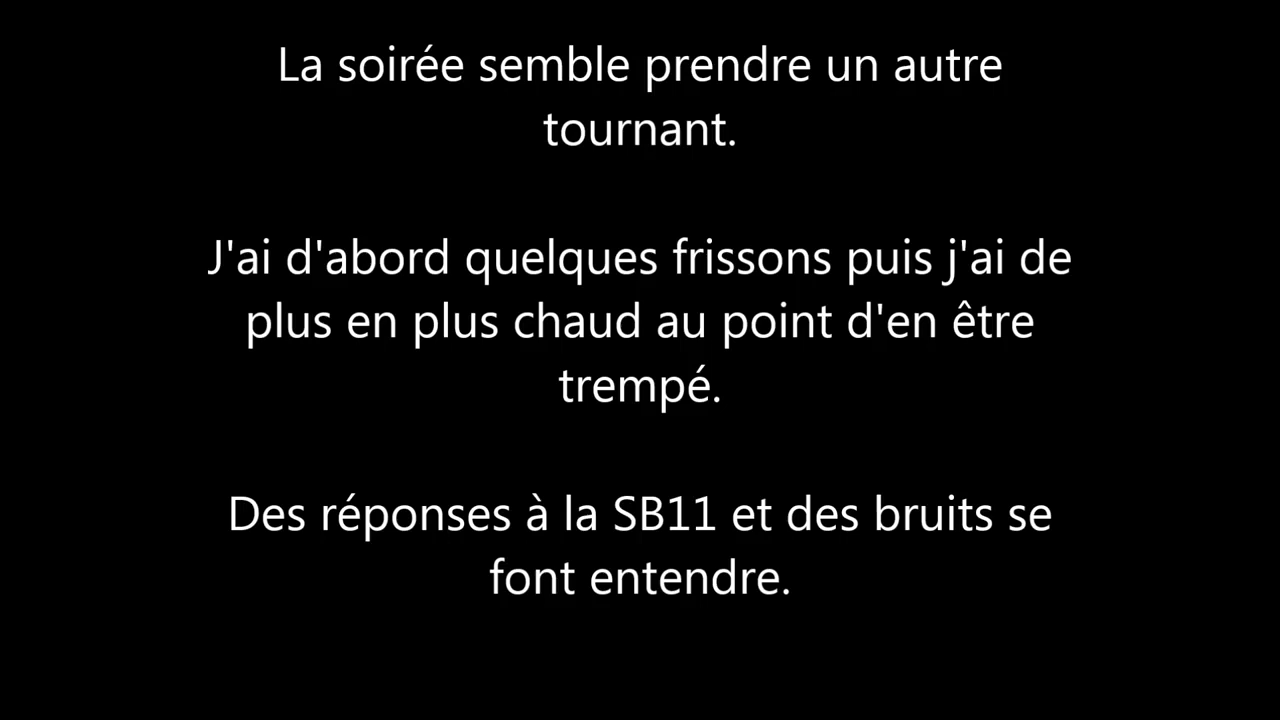 La soirée semble prendre un autre
tournant.
J'ai d'abord quelques frissons puis j'ai de
plus en plus chaud au point d'en être
trempé.
Des réponses à la SB11 et des bruits se
font entendre.